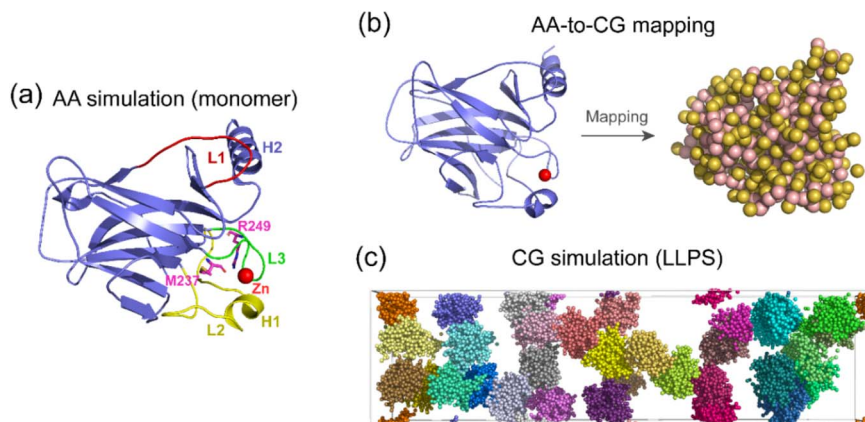 (a) AA simulation (monomer)
L1
H2
R249
L3
M237
Zn
L2
H1
(b) AA-to-CG mapping
Mapping
(c) CG simulation (LLPS)